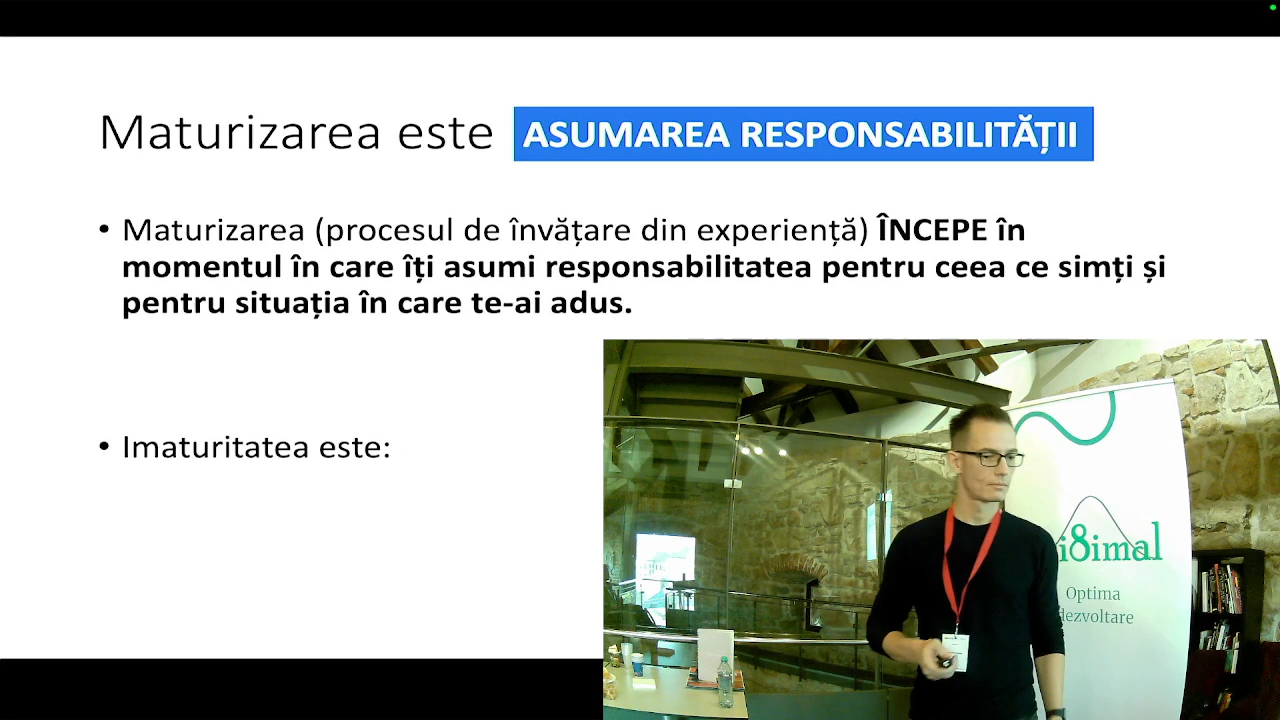 Maturizarea este ASUMAREA RESPONSABILITĂȚII
• Maturizarea (procesul de învățare din experiență) ÎNCEPE în
momentul în care îți asumi responsabilitatea pentru ceea ce simți și
pentru situația în care te-ai adus.
• Imaturitatea este:
i8imal
Optima
dezvoltare